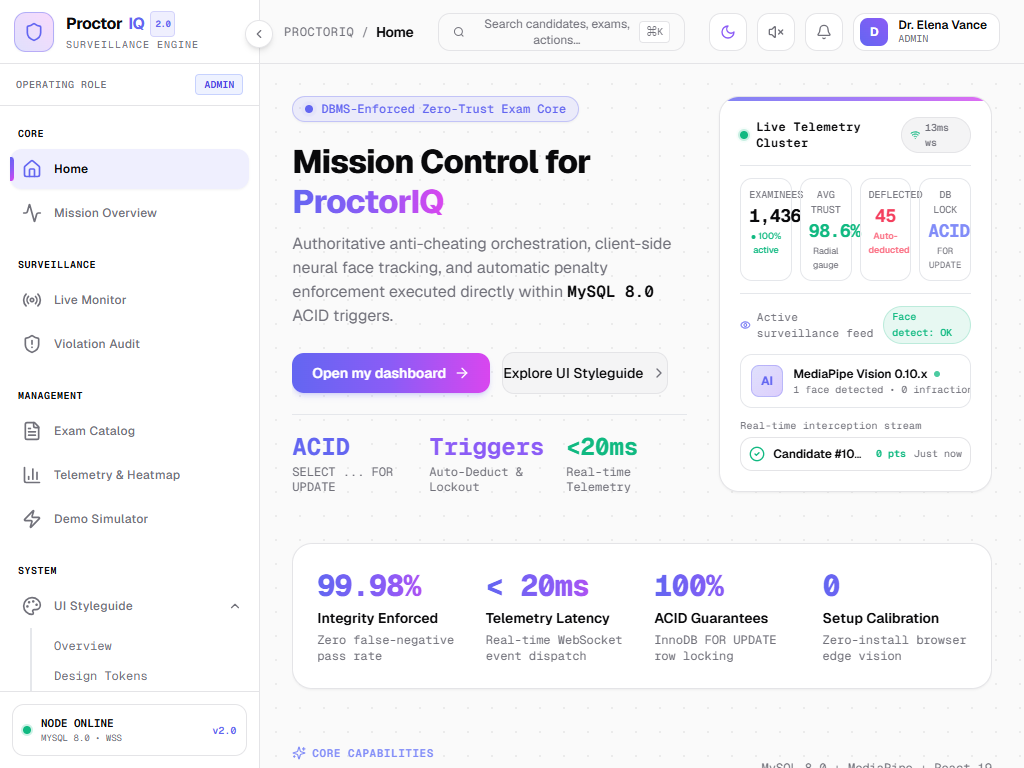 Proctor IQ 2.0
SURVEILLANCE ENGINE
OPERATING ROLE ADMIN
CORE
Home
Mission Overview
SURVEILLANCE
Live Monitor
Violation Audit
MANAGEMENT
Exam Catalog
Telemetry & Heatmap
Demo Simulator
SYSTEM
UI Styleguide
Overview
Design Tokens
NODE ONLINE
MYSQL 8.0 • WSS
v2.0
PROCTORIQ / Home
Search candidates, exams,
actions…
⌘K
D
Dr. Elena Vance
ADMIN
DBMS-Enforced Zero-Trust Exam Core
Mission Control for
ProctorIQ
Authoritative anti-cheating orchestration, client-side
neural face tracking, and automatic penalty
enforcement executed directly within MySQL 8.0
ACID triggers.
Open my dashboard
Explore UI Styleguide
ACID
SELECT ... FOR
UPDATE
Triggers
Auto-Deduct &
Lockout
<20ms
Real-time
Telemetry
Live Telemetry
Cluster
13ms
ws
EXAMINEES
1,436
● 100%
active
AVG
TRUST
98.6%
Radial
gauge
DEFLECTED
45
Auto-
deducted
DB
LOCK
ACID
FOR
UPDATE
Active
surveillance feed
Face
detect: OK
AI
MediaPipe Vision 0.10.x
1 face detected • 0 infraction
Real-time interception stream
Candidate #10… 0 pts Just now
99.98%
Integrity Enforced
Zero false-negative
pass rate
< 20ms
Telemetry Latency
Real-time WebSocket
event dispatch
100%
ACID Guarantees
InnoDB FOR UPDATE
row locking
0
Setup Calibration
Zero-install browser
edge vision
CORE CAPABILITIES
MySQL 8.0 + MediaPipe + React 19